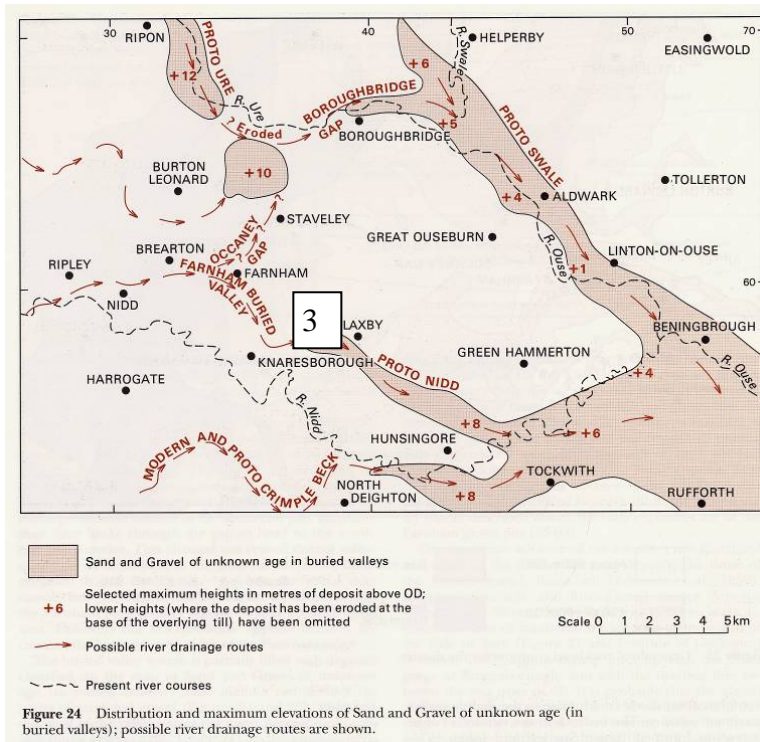 30
40
50
70
RIPON
HELPERBY
EASINGWOLD
PROTO URE
R. Swale
+12
+6
R. Ure
BOROUGHBRIDGE
GAP
+5
PROTO SWALE
? Eroded
BOROUGHBRIDGE
BURTON
LEONARD
+10
TOLLERTON
+4
ALDWARK
STAVELEY
OCCANEY
GAP
GREAT OUSEBURN
R. Ouse
LINTON-ON-OUSE
BREARTON
RIPLEY
FARNHAM
FARNHAM BURIED
VALLEY
+1
60
NIDD
3
LAXBY
BENINGBROUGH
PROTO NIDD
KNARESBOROUGH
GREEN HAMMERTON
R. Ouse
HARROGATE
+4
R. Nidd
+8
+6
HUNSINGORE
MODERN AND PROTO CRIMPLE BECK
TOCKWITH
NORTH
DEIGHTON
+8
RUFFORTH
Sand and Gravel of unknown age in buried valleys
Selected maximum heights in metres of deposit above OD;
+6 lower heights (where the deposit has been eroded at the
base of the overlying till) have been omitted
Possible river drainage routes
Present river courses
Scale 0 1 2 3 4 5km
Figure 24 Distribution and maximum elevations of Sand and Gravel of unknown age (in
buried valleys); possible river drainage routes are shown.